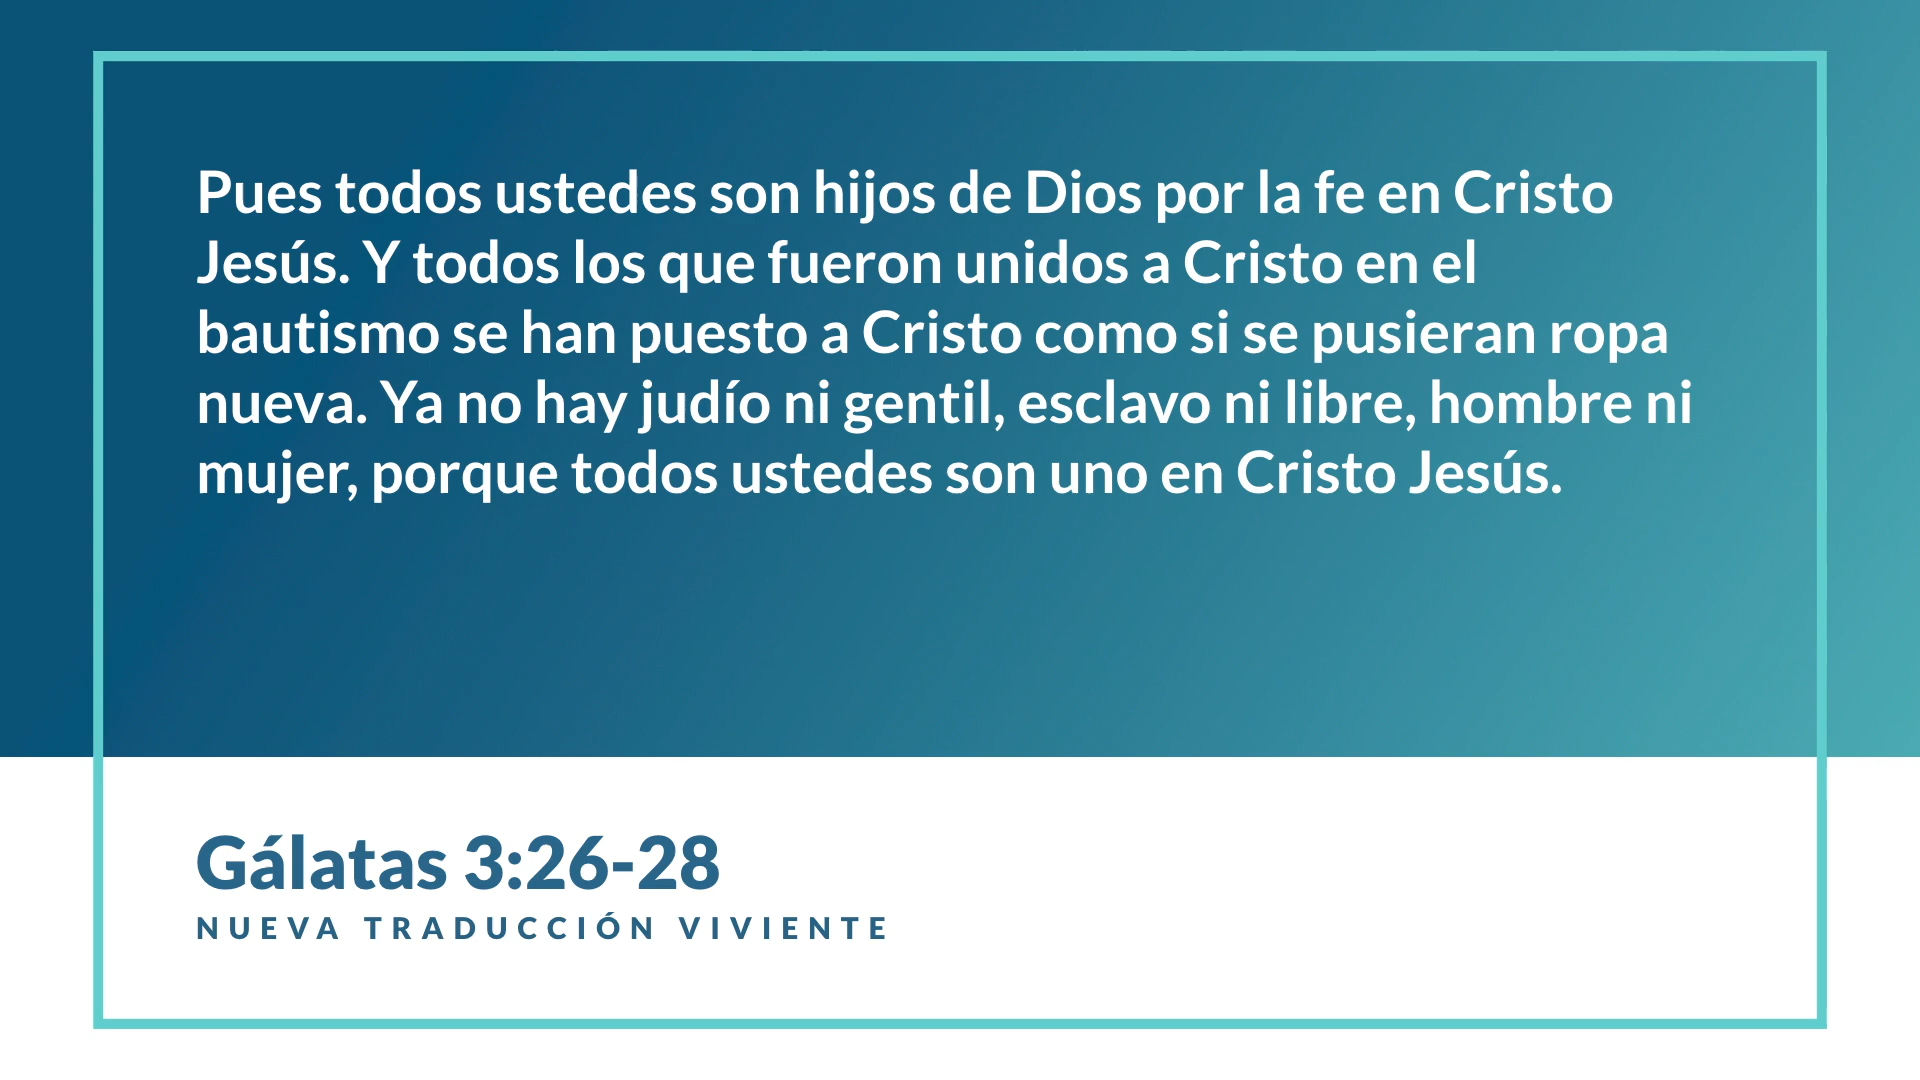 Pues todos ustedes son hijos de Dios por la fe en Cristo
Jesús. Y todos los que fueron unidos a Cristo en el
bautismo se han puesto a Cristo como si se pusieran ropa
nueva. Ya no hay judío ni gentil, esclavo ni libre, hombre ni
mujer, porque todos ustedes son uno en Cristo Jesús.
Gálatas 3:26-28
NUEVA TRADUCCIÓN VIVIENTE